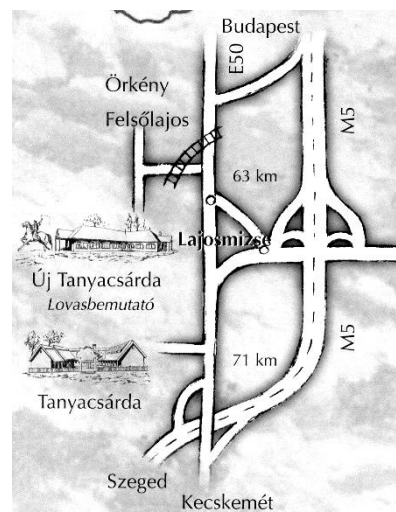 Budapest
E50
Örkény
Felsőlajos
M5
63 km
Lajosmizse
Új Tanyacsárda
Lovasbemutató
M5
71 km
Tanyacsárda
Szeged
Kecskemét